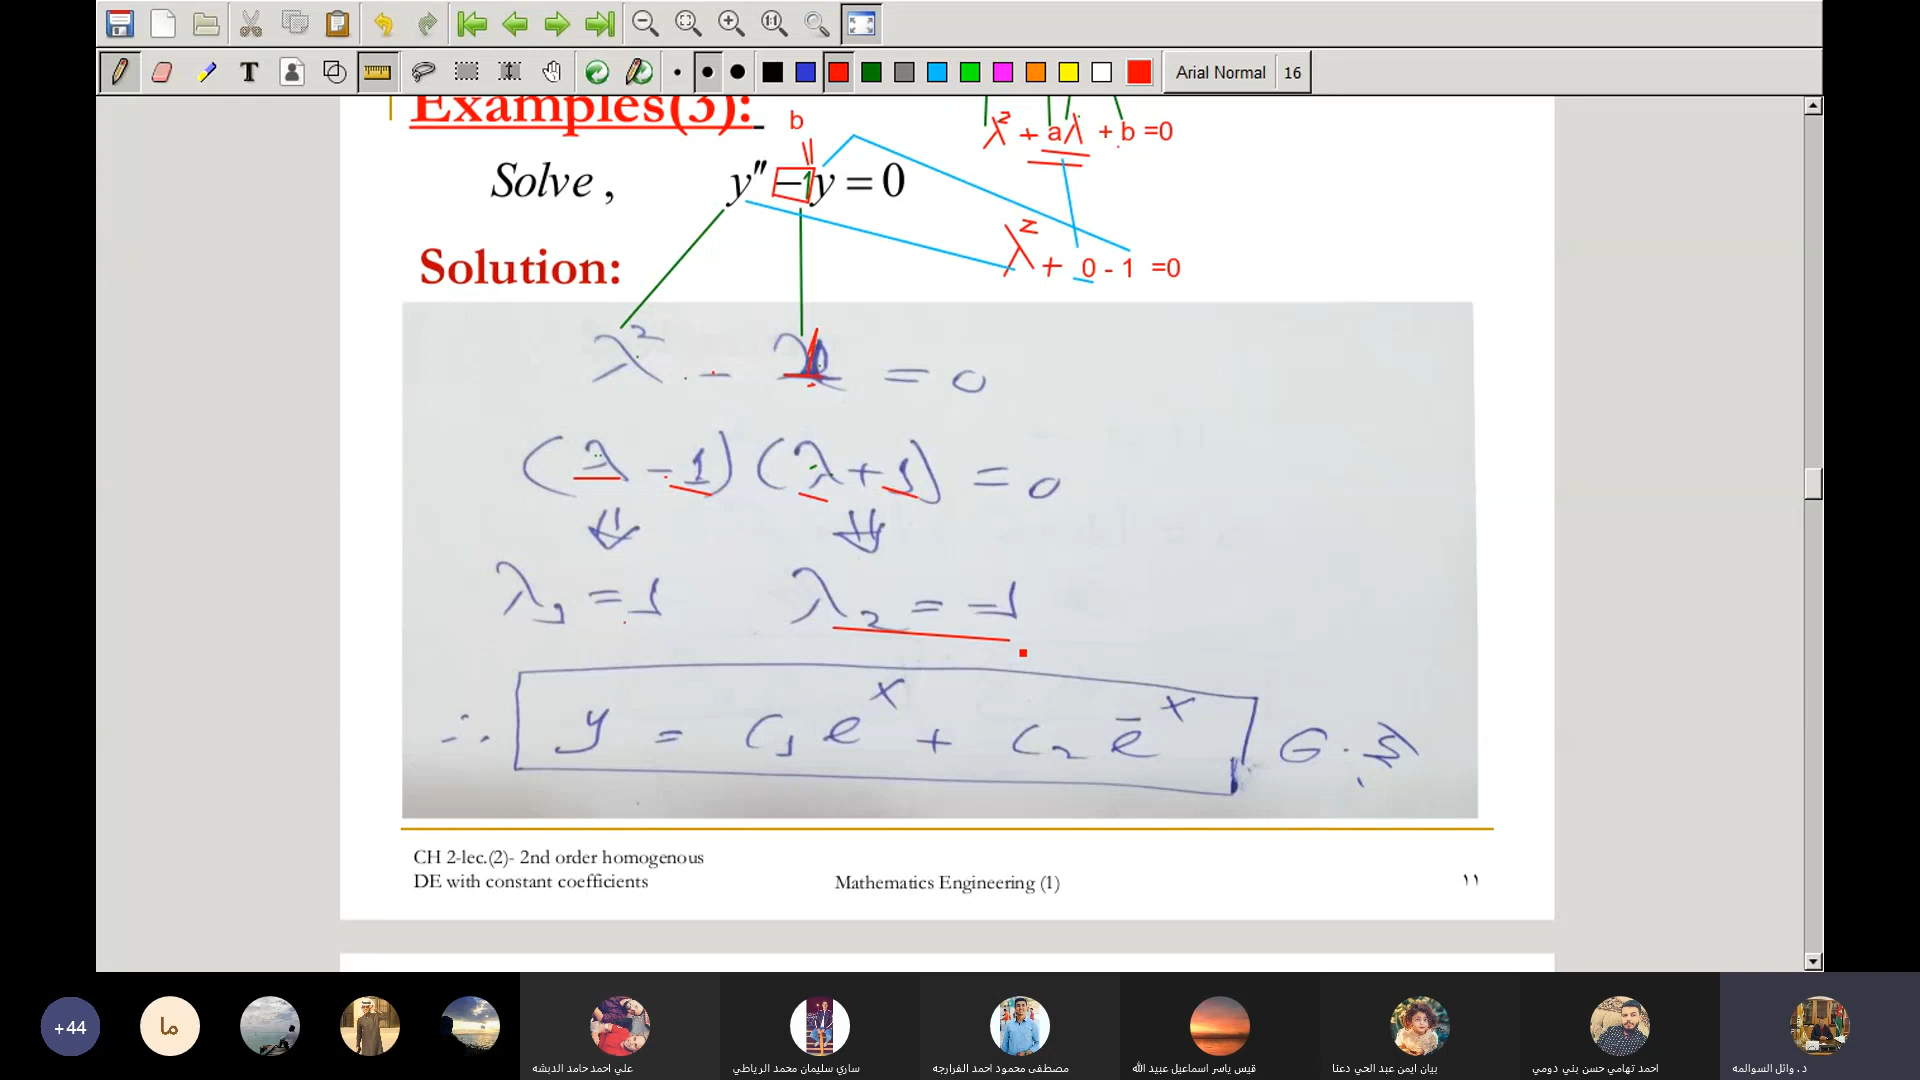 Arial Normal 16
Examples(3):
b
λ² + aλ + b =0
Solve , y″ −1y = 0
λ² + 0 - 1 =0
Solution:
λ² - 1 = 0
(λ - 1) (λ + 1) = 0
λ1 = 1 λ2 = -1
∴ y = c1 e^x + c2 e^-x G.S
CH 2-lec.(2)- 2nd order homogenous
DE with constant coefficients
Mathematics Engineering (1)
١١
+44
ما
علي احمد حامد الدبشه
ساري سليمان محمد الرياطي
مصطفى محمود احمد الفرارجه
قيس ياسر اسماعيل عبيد الله
بيان ايمن عبد الحي دعنا
احمد تهامي حسن بني دومي
د. وائل السوالمه